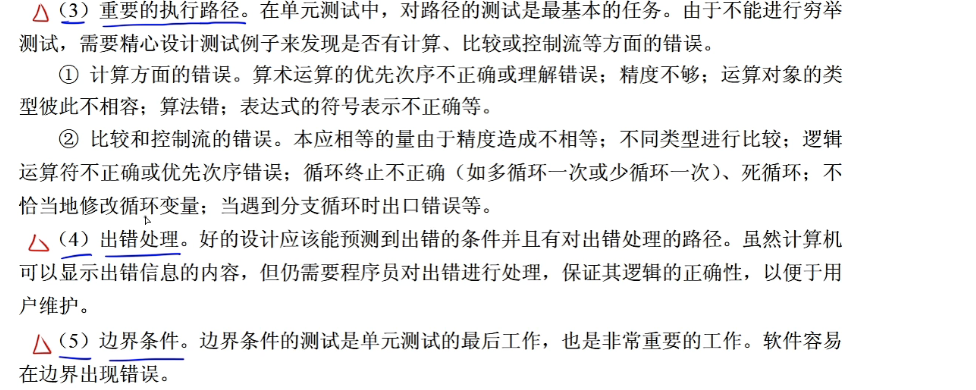 (3) 重要的执行路径。在单元测试中，对路径的测试是最基本的任务。由于不能进行穷举
测试，需要精心设计测试例子来发现是否有计算、比较或控制流等方面的错误。
① 计算方面的错误。算术运算的优先次序不正确或理解错误；精度不够；运算对象的类
型彼此不相容；算法错；表达式的符号表示不正确等。
② 比较和控制流的错误。本应相等的量由于精度造成不相等；不同类型进行比较；逻辑
运算符不正确或优先次序错误；循环终止不正确（如多循环一次或少循环一次）、死循环；不
恰当地修改循环变量；当遇到分支循环时出口错误等。
(4) 出错处理。好的设计应该能预测到出错的条件并且有对出错处理的路径。虽然计算机
可以显示出错信息的内容，但仍需要程序员对出错进行处理，保证其逻辑的正确性，以便于用
户维护。
(5) 边界条件。边界条件的测试是单元测试的最后工作，也是非常重要的工作。软件容易
在边界出现错误。